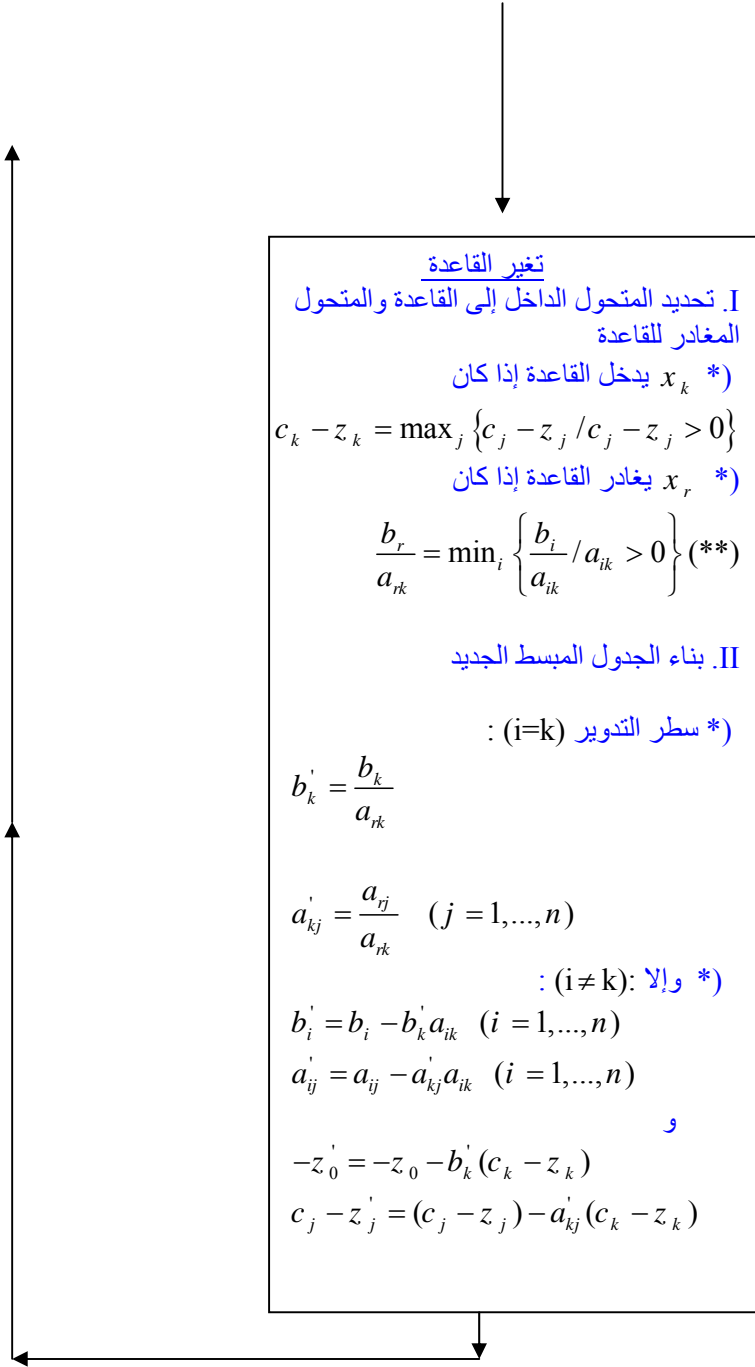 تغير القاعدة
I. تحديد المتحول الداخل إلى القاعدة والمتحول
المغادر للقاعدة
(* x_k يدخل القاعدة إذا كان
c_k − z_k = max_j {c_j − z_j / c_j − z_j > 0}
(* x_r يغادر القاعدة إذا كان
b_r / a_rk = min_i {b_i / a_ik / a_ik > 0} (**)
II. بناء الجدول المبسط الجديد
(* سطر التدوير (i=k) :
b'_k = b_k / a_rk
a'_kj = a_rj / a_rk (j = 1,...,n)
(* وإلا :(i ≠ k) :
b'_i = b_i − b'_k a_ik (i = 1,...,n)
a'_ij = a_ij − a'_kj a_ik (i = 1,...,n)
و
−z'_0 = −z_0 − b'_k (c_k − z_k)
c_j − z'_j = (c_j − z_j) − a'_kj (c_k − z_k)